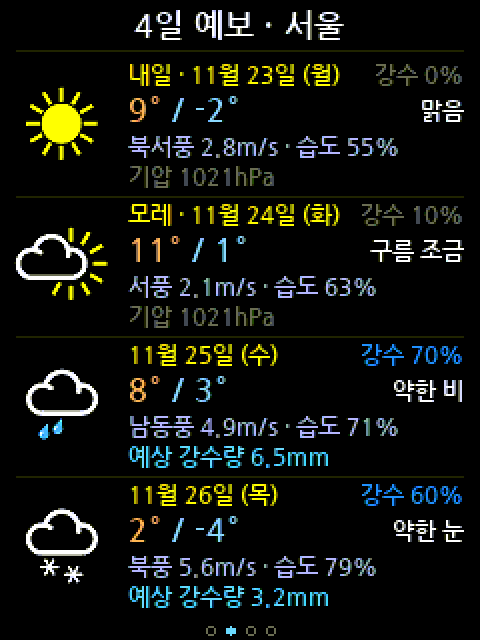 4일 예보 · 서울
내일 · 11월 23일 (월) 강수 0%
9° / -2° 맑음
북서풍 2.8m/s · 습도 55%
기압 1021hPa
모레 · 11월 24일 (화) 강수 10%
11° / 1° 구름 조금
서풍 2.1m/s · 습도 63%
기압 1021hPa
11월 25일 (수) 강수 70%
8° / 3° 약한 비
남동풍 4.9m/s · 습도 71%
예상 강수량 6.5mm
11월 26일 (목) 강수 60%
2° / -4° 약한 눈
북풍 5.6m/s · 습도 79%
예상 강수량 3.2mm